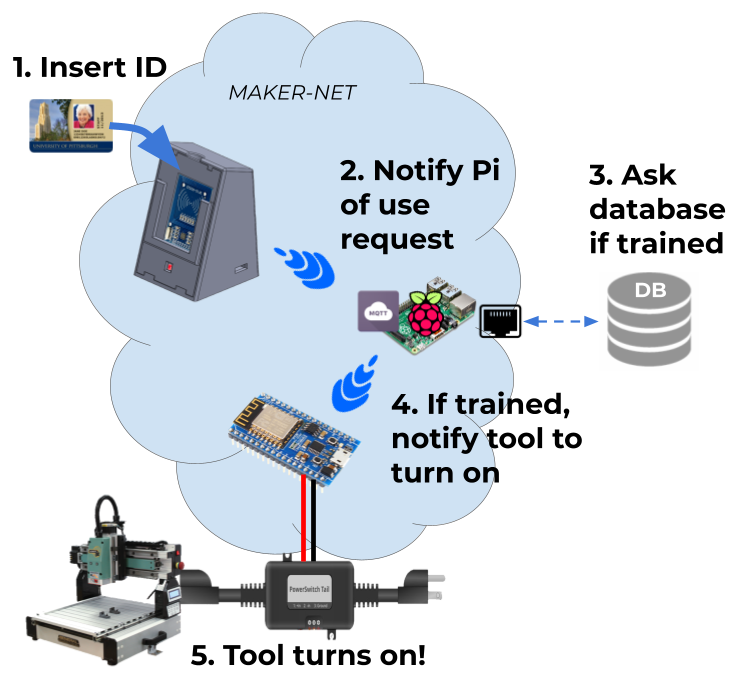 1. Insert ID
MAKER-NET
UNIVERSITY OF PITTSBURGH
2. Notify Pi
of use
request
3. Ask
database
if trained
DB
MQTT
4. If trained,
notify tool to
turn on
PowerSwitch Tail
5. Tool turns on!